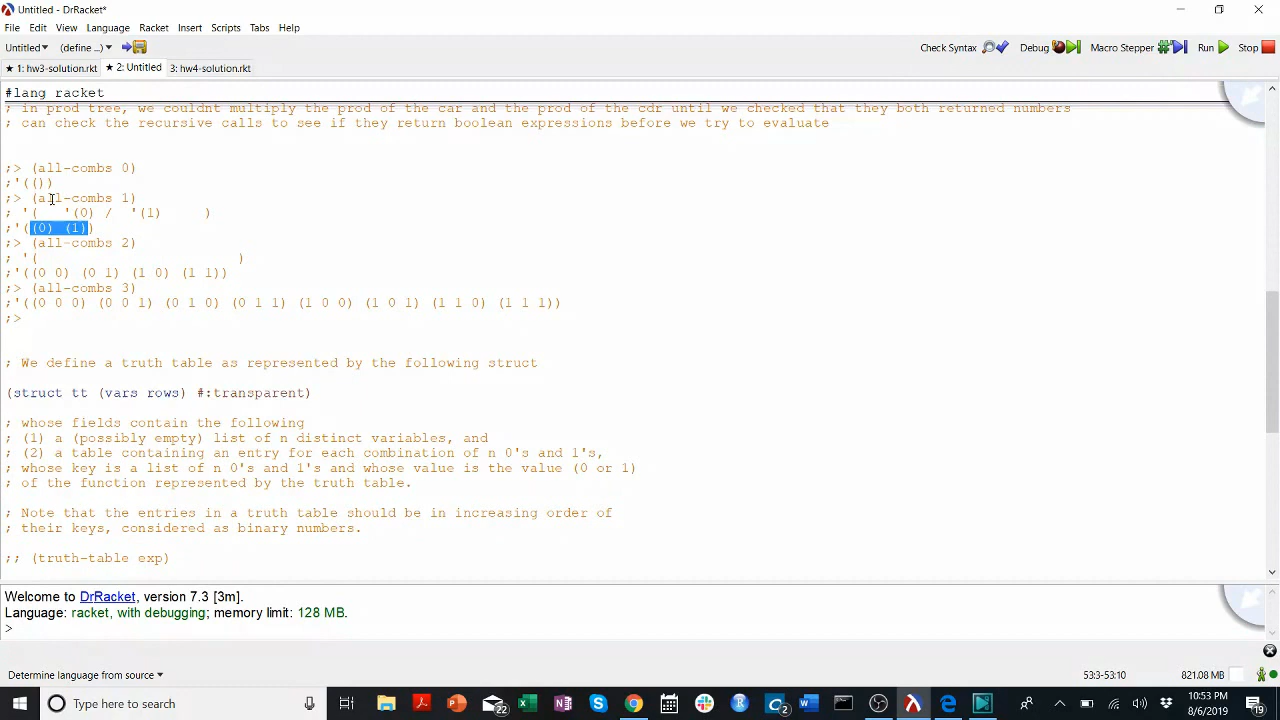 Untitled - DrRacket*
File Edit View Language Racket Insert Scripts Tabs Help
Untitled▾ (define ...)▾ Check Syntax Debug Macro Stepper Run Stop
★ 1: hw3-solution.rkt ★ 2: Untitled 3: hw4-solution.rkt
#lang racket
; in prod tree, we couldnt multiply the prod of the car and the prod of the cdr until we checked that they both returned numbers
; can check the recursive calls to see if they return boolean expressions before we try to evaluate
;> (all-combs 0)
;'(())
;> (all-combs 1)
; '(   '(0) /  '(1)     )
;'((0) (1))
;> (all-combs 2)
; '(                        )
;'((0 0) (0 1) (1 0) (1 1))
;> (all-combs 3)
;'((0 0 0) (0 0 1) (0 1 0) (0 1 1) (1 0 0) (1 0 1) (1 1 0) (1 1 1))
;>
; We define a truth table as represented by the following struct
(struct tt (vars rows) #:transparent)
; whose fields contain the following
; (1) a (possibly empty) list of n distinct variables, and
; (2) a table containing an entry for each combination of n 0's and 1's,
; whose key is a list of n 0's and 1's and whose value is the value (0 or 1)
; of the function represented by the truth table.
; Note that the entries in a truth table should be in increasing order of
; their keys, considered as binary numbers.
;; (truth-table exp)
Welcome to DrRacket, version 7.3 [3m].
Language: racket, with debugging; memory limit: 128 MB.
>
Determine language from source▾ 53:3-53:10 821.08 MB
Type here to search
10:53 PM
8/6/2019